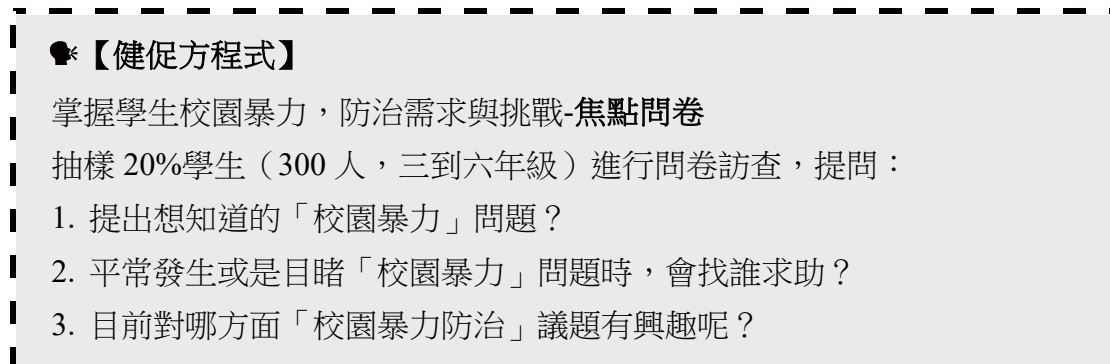 🗣【健促方程式】
掌握學生校園暴力，防治需求與挑戰-焦點問卷
抽樣 20%學生（300 人，三到六年級）進行問卷訪查，提問：
1. 提出想知道的「校園暴力」問題？
2. 平常發生或是目睹「校園暴力」問題時，會找誰求助？
3. 目前對哪方面「校園暴力防治」議題有興趣呢？